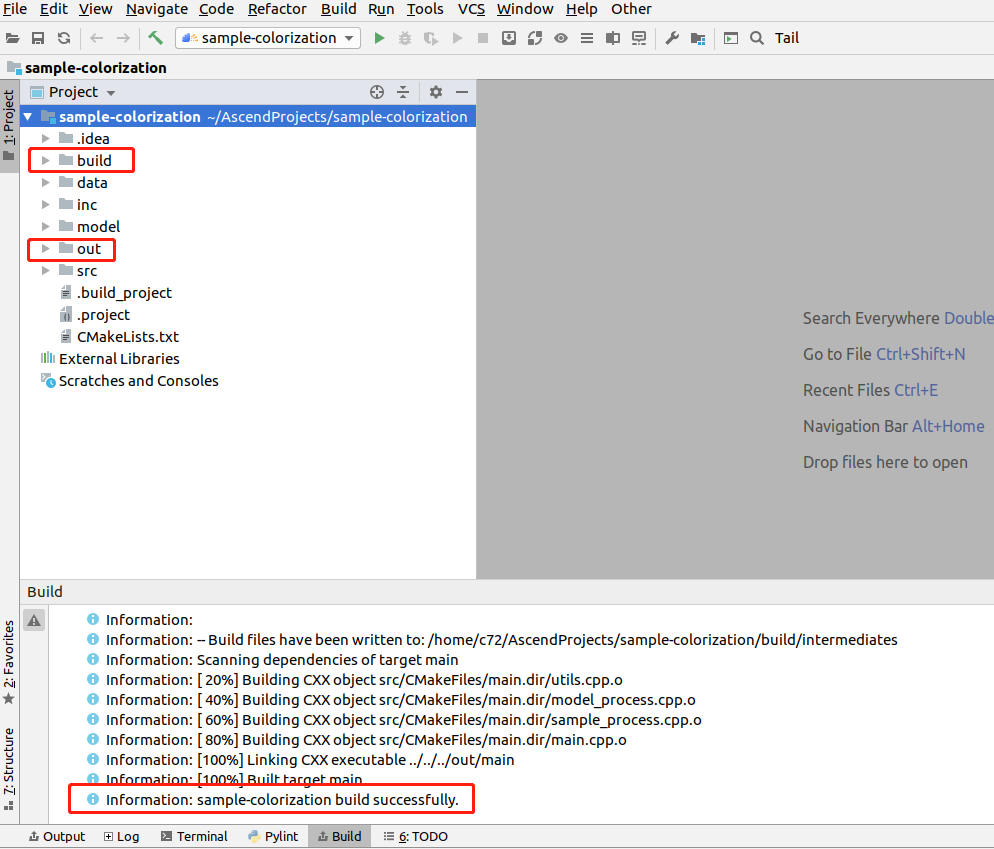 File Edit View Navigate Code Refactor Build Run Tools VCS Window Help Other
sample-colorization Tail
sample-colorization
1: Project
Project
sample-colorization ~/AscendProjects/sample-colorization
.idea
build
data
inc
model
out
src
.build_project
.project
CMakeLists.txt
External Libraries
Scratches and Consoles
Search Everywhere Double
Go to File Ctrl+Shift+N
Recent Files Ctrl+E
Navigation Bar Alt+Home
Drop files here to open
Build
2: Favorites
7: Structure
Information:
Information: -- Build files have been written to: /home/c72/AscendProjects/sample-colorization/build/intermediates
Information: Scanning dependencies of target main
Information: [ 20%] Building CXX object src/CMakeFiles/main.dir/utils.cpp.o
Information: [ 40%] Building CXX object src/CMakeFiles/main.dir/model_process.cpp.o
Information: [ 60%] Building CXX object src/CMakeFiles/main.dir/sample_process.cpp.o
Information: [ 80%] Building CXX object src/CMakeFiles/main.dir/main.cpp.o
Information: [100%] Linking CXX executable ../../../out/main
Information: [100%] Built target main
Information: sample-colorization build successfully.
Output Log Terminal Pylint Build 6: TODO